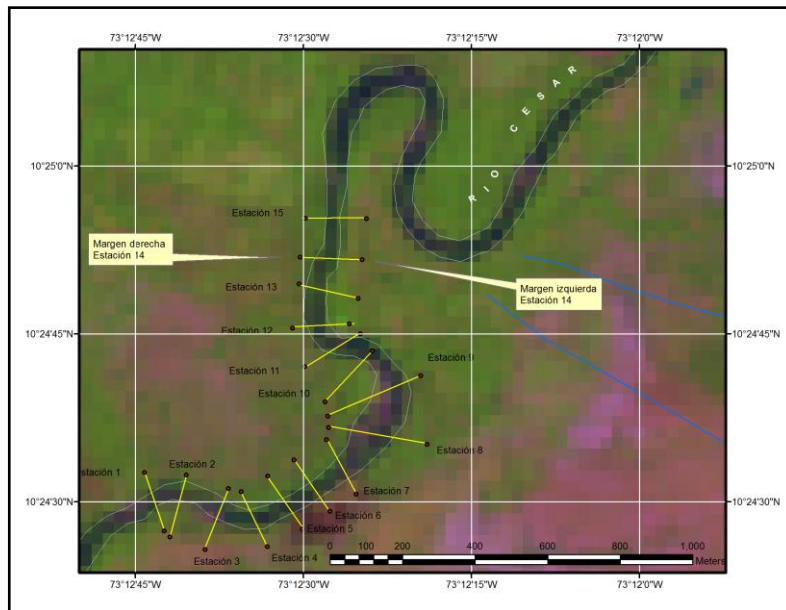 73°12'45"W
73°12'30"W
73°12'15"W
73°12'0"W
RIO CESAR
10°25'0"N
10°25'0"N
Estación 15
Margen derecha
Estación 14
Margen izquierda
Estación 14
Estación 13
10°24'45"N
10°24'45"N
Estación 12
Estación 11
Estación 9
Estación 10
Estación 8
Estación 2
stación 1
Estación 7
10°24'30"N
10°24'30"N
Estación 6
Estación 5
Estación 3
Estación 4
0 100 200 400 600 800 1.000
Meters
73°12'45"W
73°12'30"W
73°12'15"W
73°12'0"W